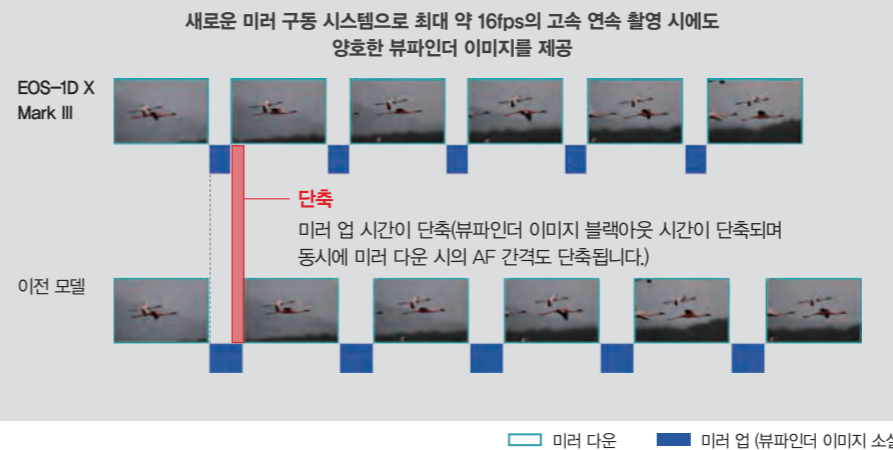 새로운 미러 구동 시스템으로 최대 약 16fps의 고속 연속 촬영 시에도
양호한 뷰파인더 이미지를 제공
EOS-1D X
Mark III
단축
미러 업 시간이 단축(뷰파인더 이미지 블랙아웃 시간이 단축되며
동시에 미러 다운 시의 AF 간격도 단축됩니다.)
이전 모델
미러 다운
미러 업 (뷰파인더 이미지